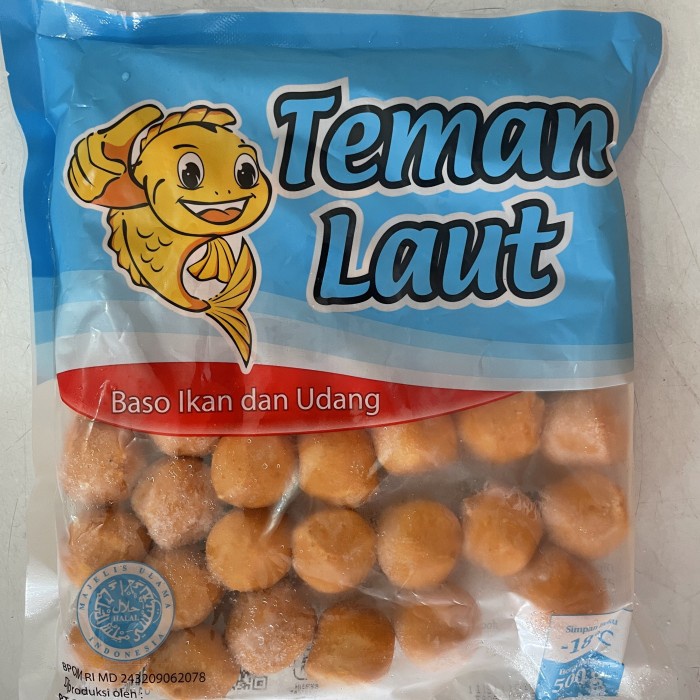 Teman
Laut
Baso Ikan dan Udang
MAJELIS ULAMA
حلال
HALAL
INDONESIA
BPOM RI MD 243209062078
Diproduksi oleh :
Simpan
-18°C
500